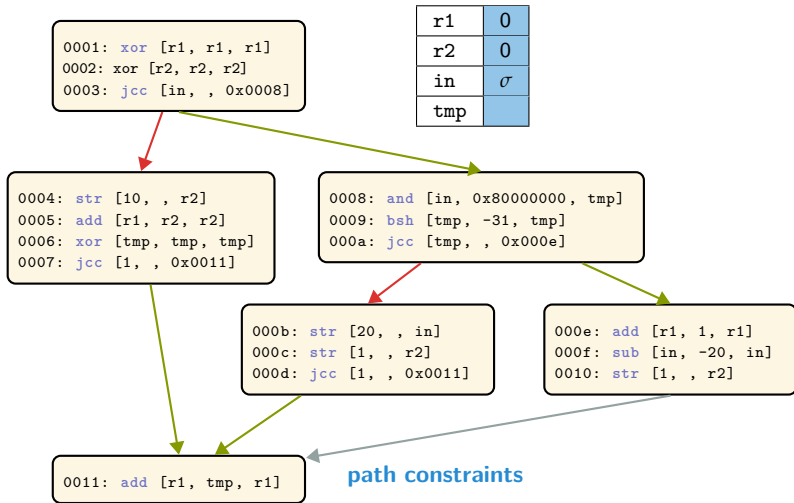 0001: xor [r1, r1, r1]
0002: xor [r2, r2, r2]
0003: jcc [in, , 0x0008]
r1 0
r2 0
in σ
tmp
0004: str [10, , r2]
0005: add [r1, r2, r2]
0006: xor [tmp, tmp, tmp]
0007: jcc [1, , 0x0011]
0008: and [in, 0x80000000, tmp]
0009: bsh [tmp, -31, tmp]
000a: jcc [tmp, , 0x000e]
000b: str [20, , in]
000c: str [1, , r2]
000d: jcc [1, , 0x0011]
000e: add [r1, 1, r1]
000f: sub [in, -20, in]
0010: str [1, , r2]
0011: add [r1, tmp, r1]
path constraints